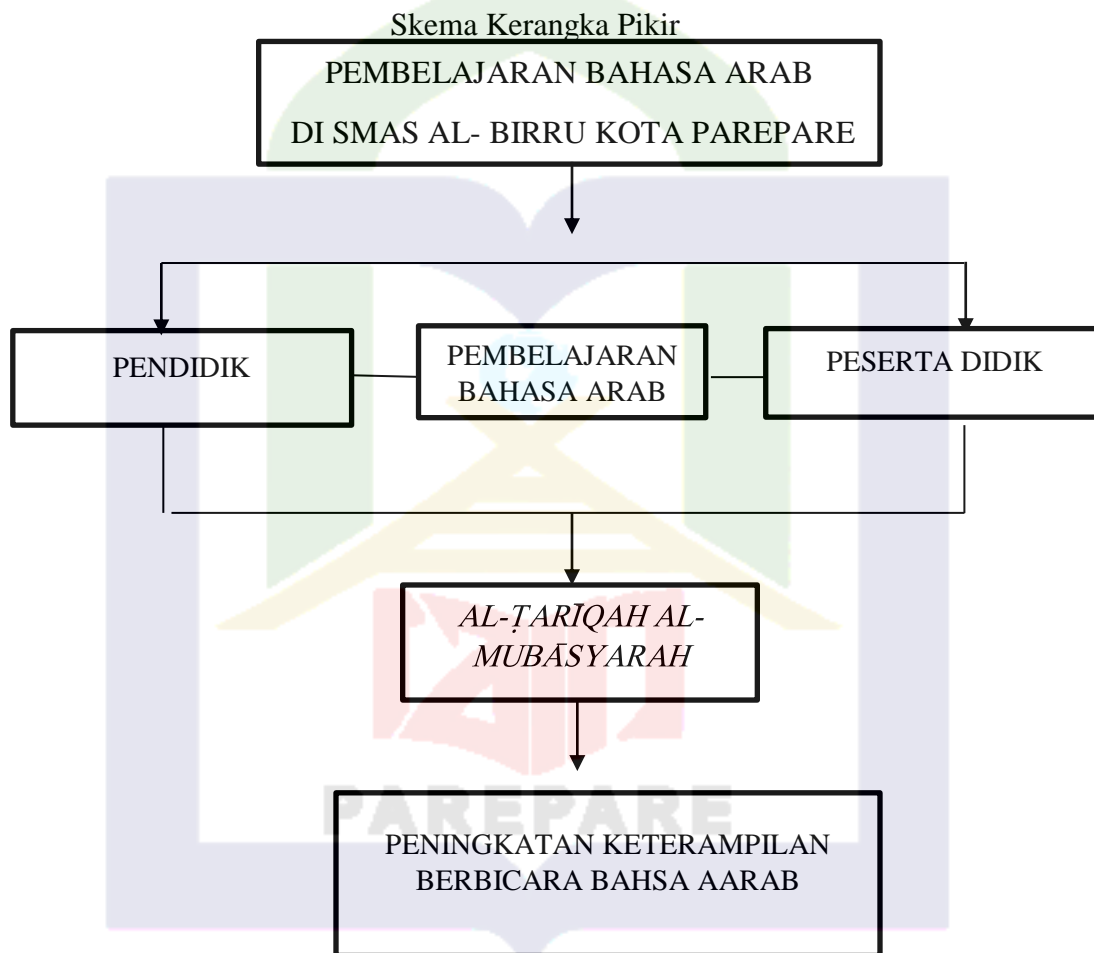 Skema Kerangka Pikir
PEMBELAJARAN BAHASA ARAB
DI SMAS AL- BIRRU KOTA PAREPARE
PENDIDIK
PEMBELAJARAN
BAHASA ARAB
PESERTA DIDIK
AL-ṬARĪQAH AL-
MUBĀSYARAH
PAREPARE
PENINGKATAN KETERAMPILAN
BERBICARA BAHSA AARAB